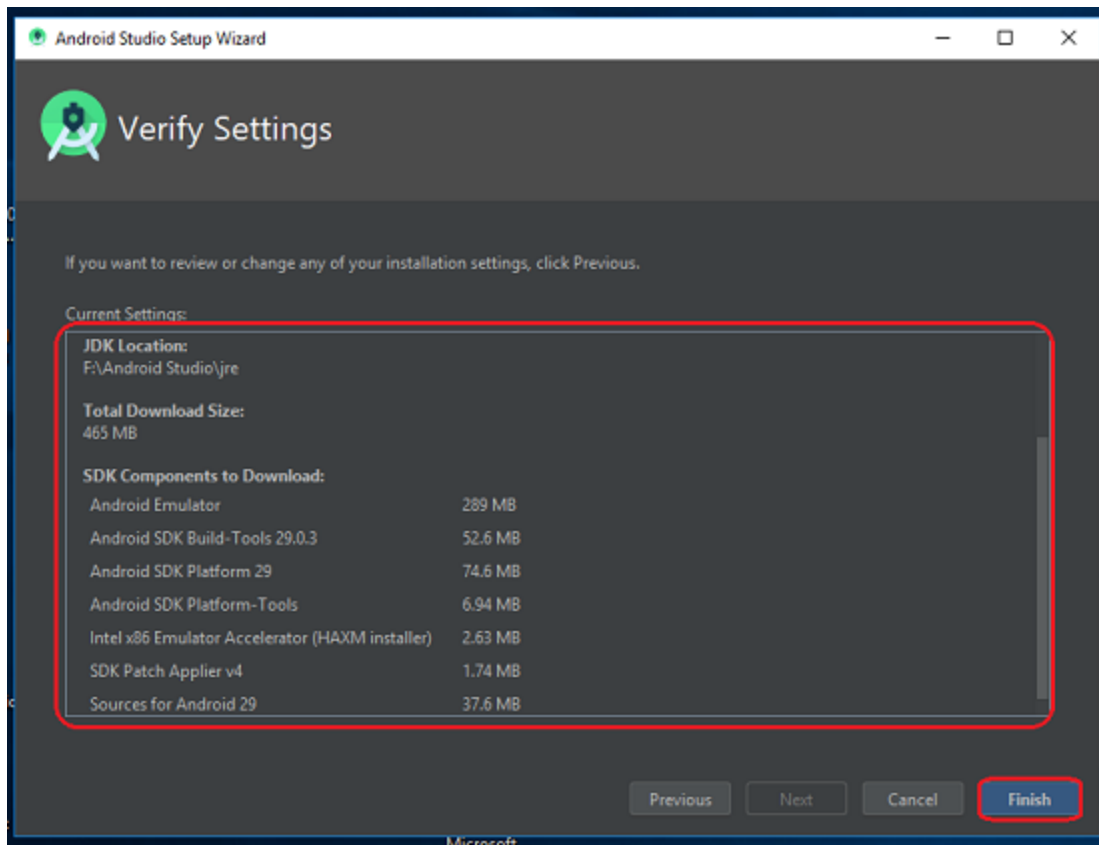 Android Studio Setup Wizard
Verify Settings
If you want to review or change any of your installation settings, click Previous.
Current Settings:
JDK Location:
F:\Android Studio\jre
Total Download Size:
465 MB
SDK Components to Download:
Android Emulator 289 MB
Android SDK Build-Tools 29.0.3 52.6 MB
Android SDK Platform 29 74.6 MB
Android SDK Platform-Tools 6.94 MB
Intel x86 Emulator Accelerator (HAXM installer) 2.63 MB
SDK Patch Applier v4 1.74 MB
Sources for Android 29 37.6 MB
Previous Next Cancel Finish
Microsoft